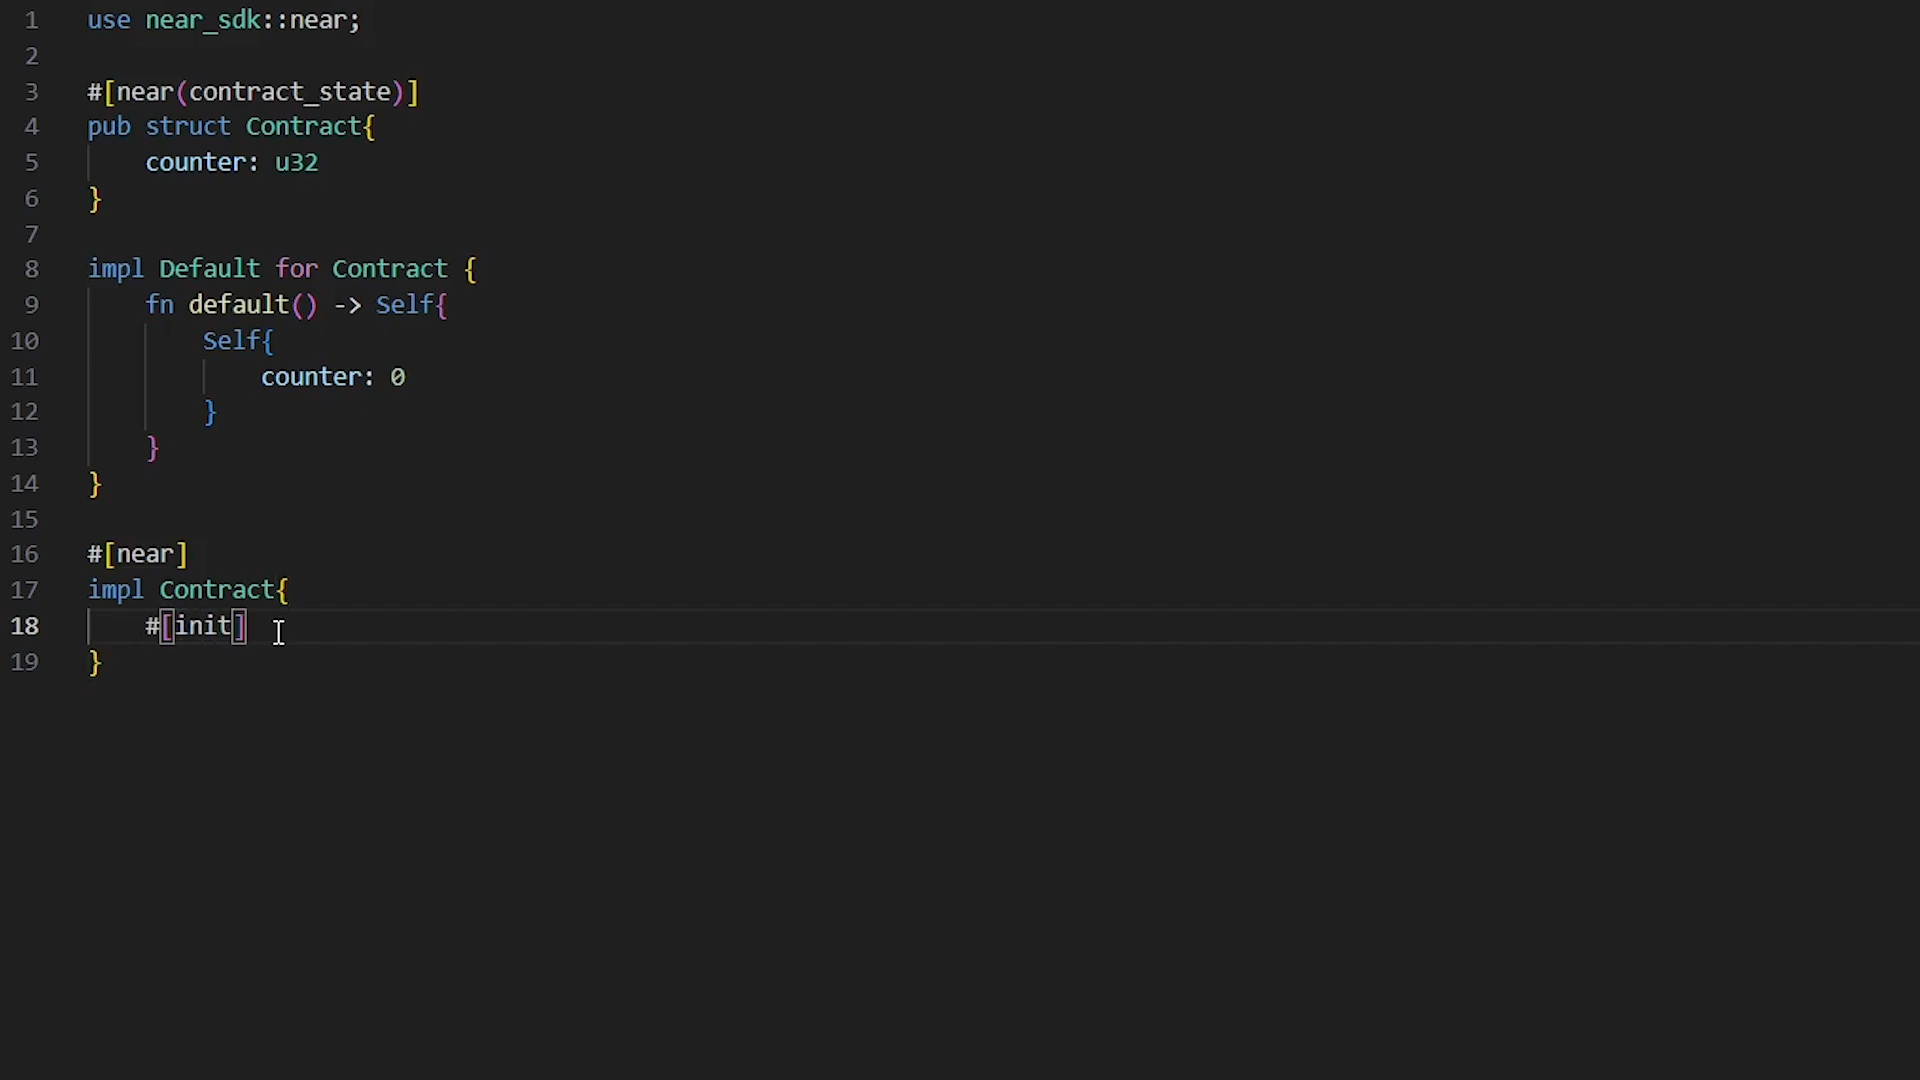 1 use near_sdk::near;
2
3 #[near(contract_state)]
4 pub struct Contract{
5     counter: u32
6 }
7
8 impl Default for Contract {
9     fn default() -> Self{
10         Self{
11             counter: 0
12         }
13     }
14 }
15
16 #[near]
17 impl Contract{
18     #[init]
19 }